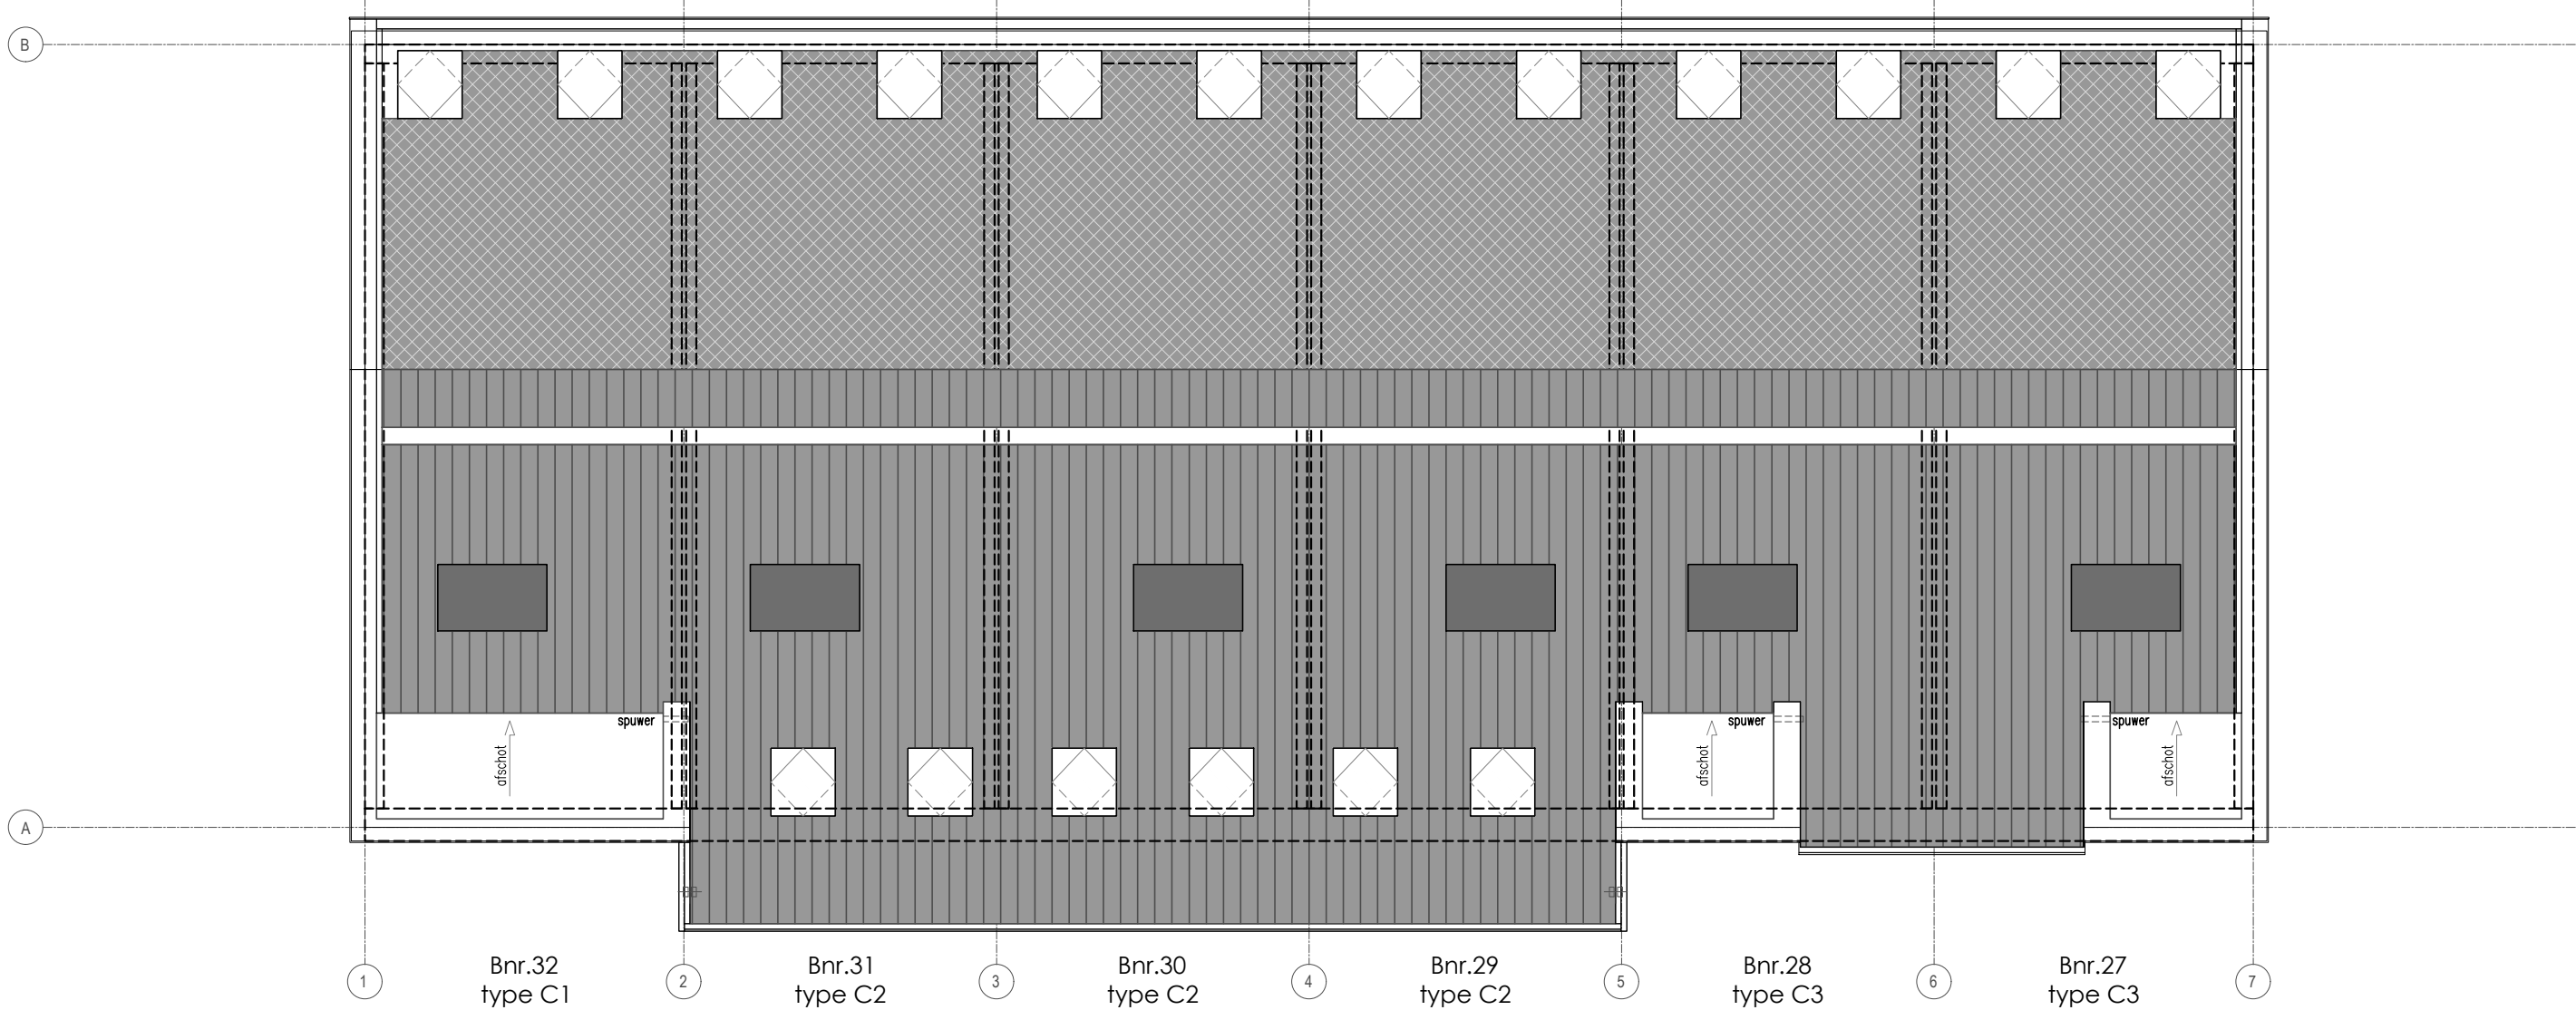 B
spuwer
spuwer
spuwer
afschot
afschot
afschot
A
1
Bnr.32
type C1
2
Bnr.31
type C2
3
Bnr.30
type C2
4
Bnr.29
type C2
5
Bnr.28
type C3
6
Bnr.27
type C3
7